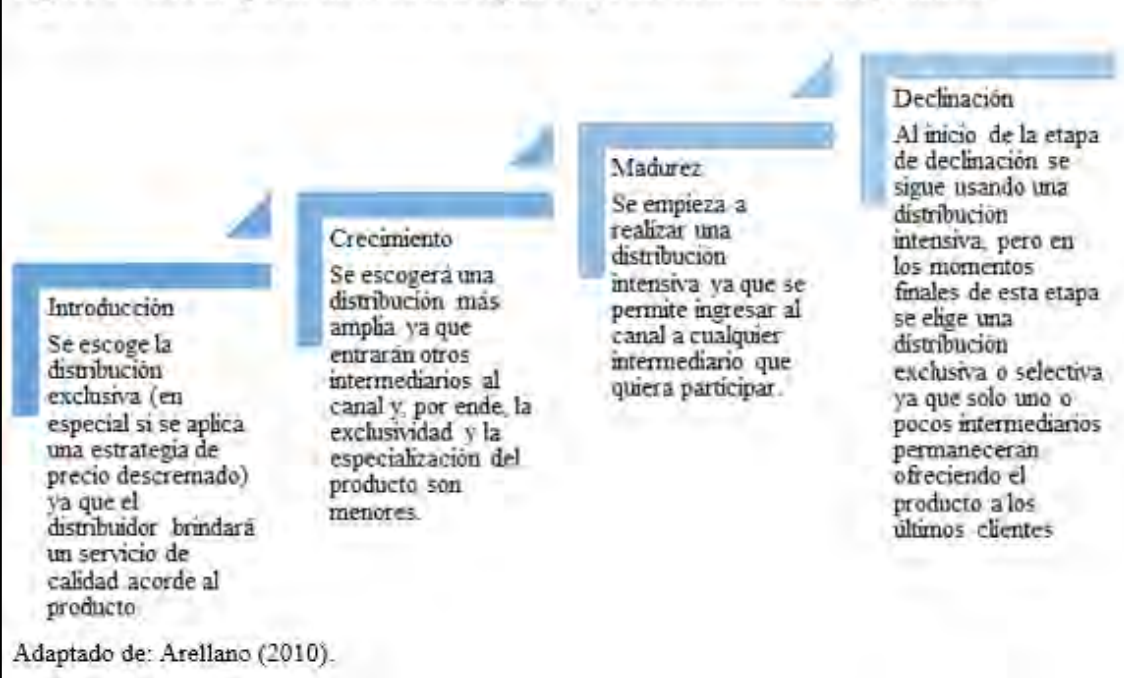 Introducción
Se escoge la
distribución
exclusiva (en
especial si se aplica
una estrategia de
precio descremado)
ya que el
distribuidor brindará
un servicio de
calidad acorde al
producto
Crecimiento
Se escogerá una
distribución más
amplia ya que
entrarán otros
intermediarios al
canal y, por ende, la
exclusividad y la
especialización del
producto son
menores.
Madurez
Se empieza a
realizar una
distribución
intensiva ya que se
permite ingresar al
canal a cualquier
intermediario que
quiera participar.
Declinación
Al inicio de la etapa
de declinación se
sigue usando una
distribución
intensiva, pero en
los momentos
finales de esta etapa
se elige una
distribución
exclusiva o selectiva
ya que solo uno o
pocos intermediarios
permanecerán
ofreciendo el
producto a los
últimos clientes
Adaptado de: Arellano (2010).